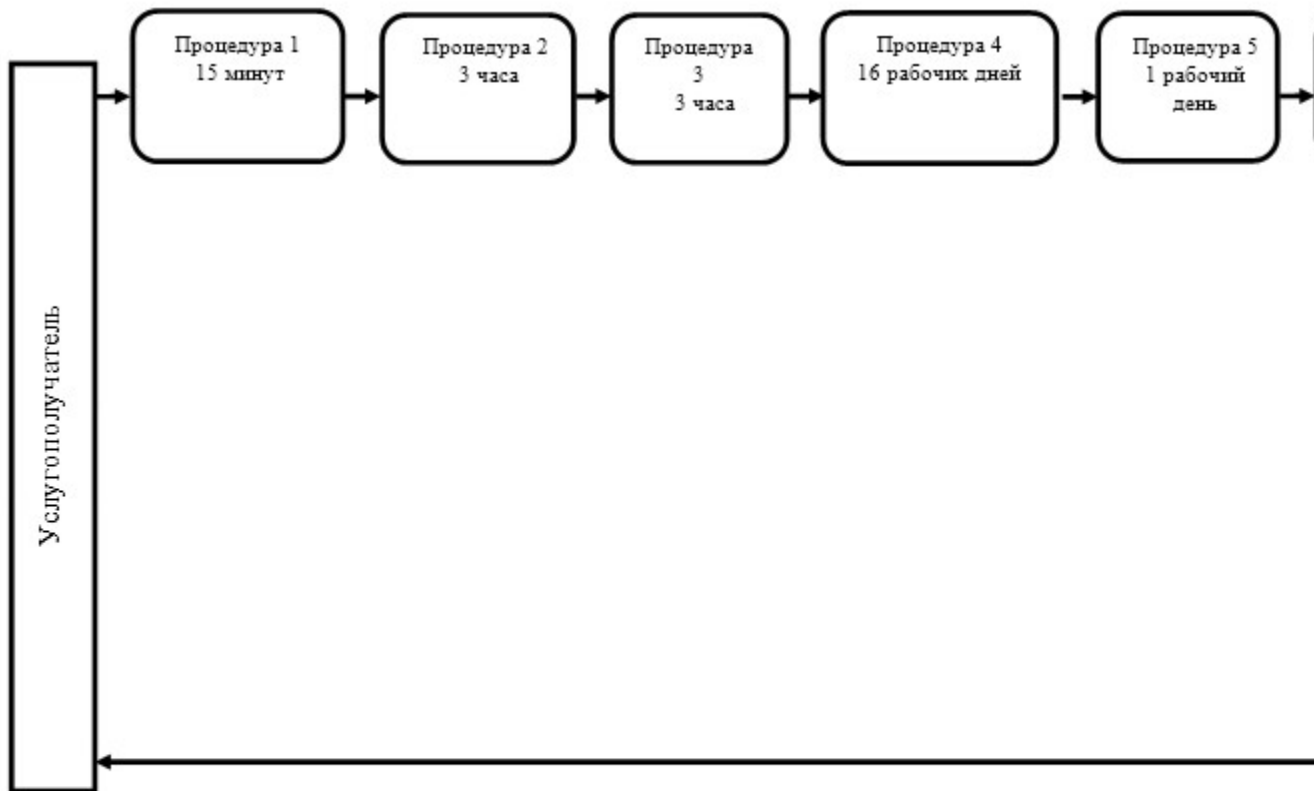 Процедура 1
15 минут
Процедура 2
3 часа
Процедура
3
3 часа
Процедура 4
16 рабочих дней
Процедура 5
1 рабочий
день
Услугополучатель